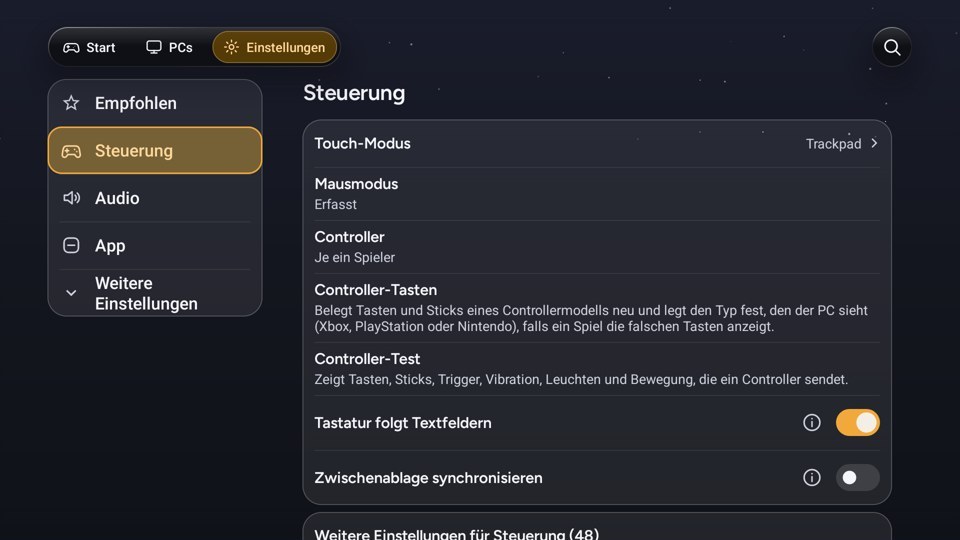 Start
PCs
Einstellungen
Empfohlen
Steuerung
Audio
App
Weitere
Einstellungen
Steuerung
Touch-Modus
Trackpad
Mausmodus
Erfasst
Controller
Je ein Spieler
Controller-Tasten
Belegt Tasten und Sticks eines Controllermodells neu und legt den Typ fest, den der PC sieht
(Xbox, PlayStation oder Nintendo), falls ein Spiel die falschen Tasten anzeigt.
Controller-Test
Zeigt Tasten, Sticks, Trigger, Vibration, Leuchten und Bewegung, die ein Controller sendet.
Tastatur folgt Textfeldern
Zwischenablage synchronisieren
Weitere Einstellungen für Steuerung (48)